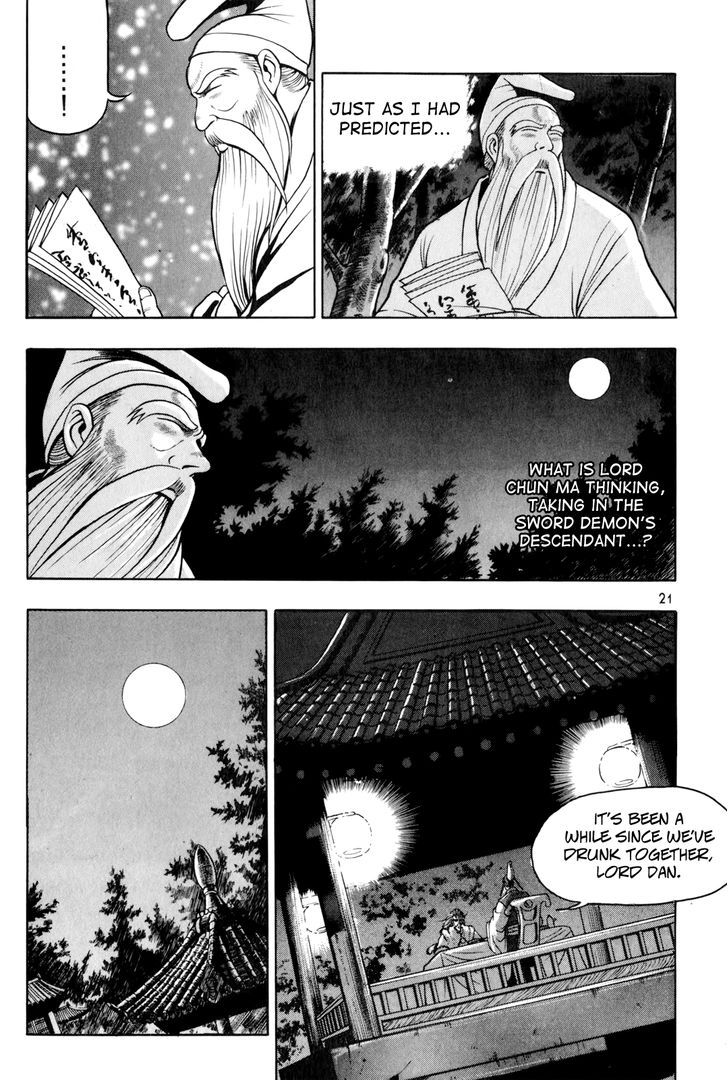 ......!
JUST AS I HAD
PREDICTED...
WHAT IS LORD
CHUN MA THINKING,
TAKING IN THE
SWORD DEMON'S
DESCENDANT...?
21
IT'S BEEN A
WHILE SINCE WE'VE
DRUNK TOGETHER,
LORD DAN.